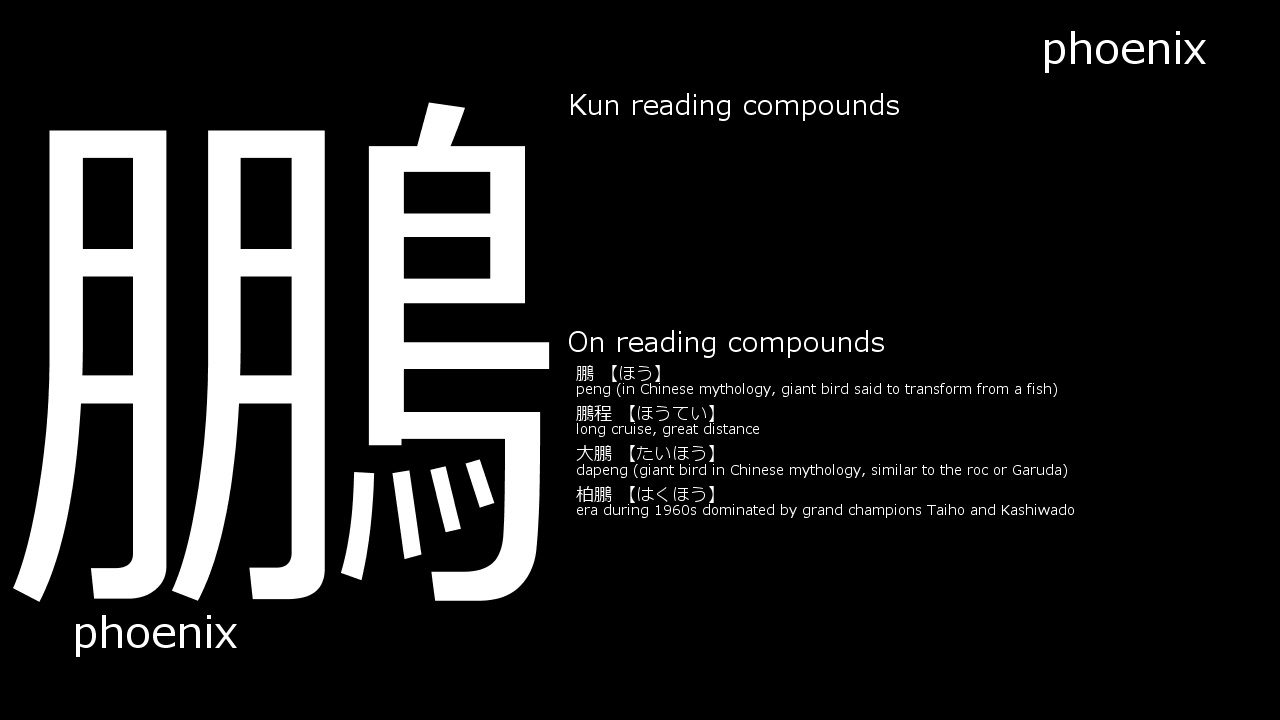 phoenix
鵬
phoenix
Kun reading compounds
On reading compounds
鵬 【ほう】
peng (in Chinese mythology, giant bird said to transform from a fish)
鵬程 【ほうてい】
long cruise, great distance
大鵬 【たいほう】
dapeng (giant bird in Chinese mythology, similar to the roc or Garuda)
柏鵬 【はくほう】
era during 1960s dominated by grand champions Taiho and Kashiwado